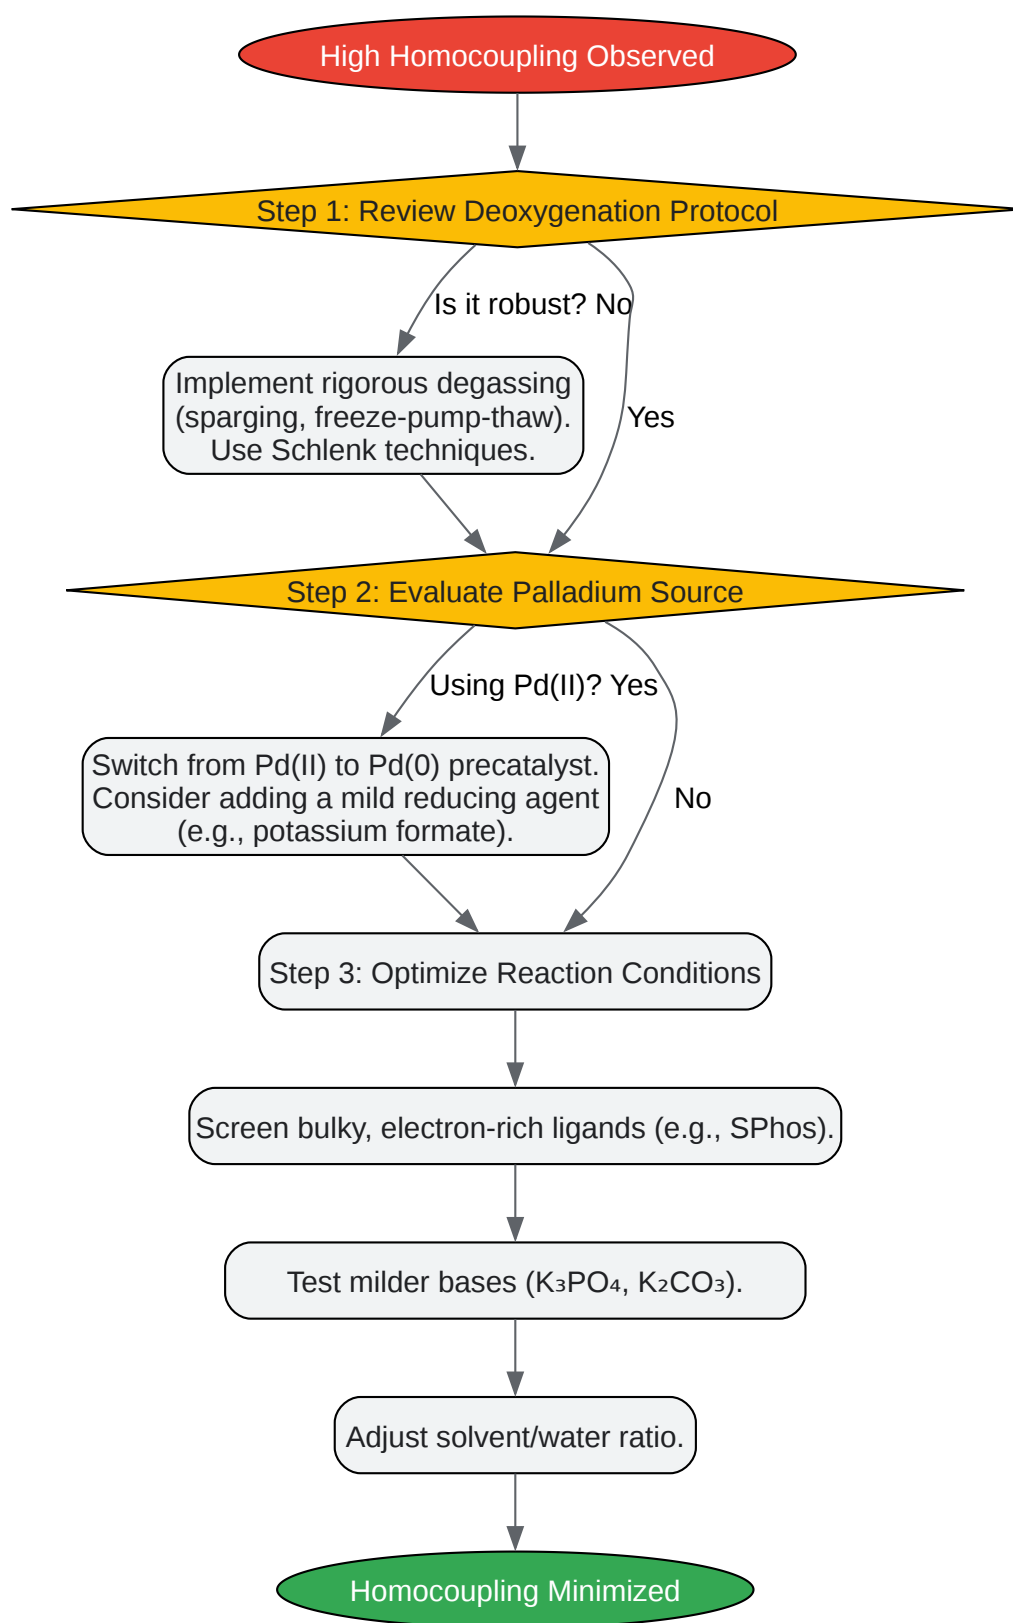 High Homocoupling Observed
Step 1: Review Deoxygenation Protocol
Is it robust? No
Implement rigorous degassing
(sparging, freeze-pump-thaw).
Use Schlenk techniques.
Yes
Step 2: Evaluate Palladium Source
Using Pd(II)? Yes
Switch from Pd(II) to Pd(0) precatalyst.
Consider adding a mild reducing agent
(e.g., potassium formate).
No
Step 3: Optimize Reaction Conditions
Screen bulky, electron-rich ligands (e.g., SPhos).
Test milder bases (K₃PO₄, K₂CO₃).
Adjust solvent/water ratio.
Homocoupling Minimized